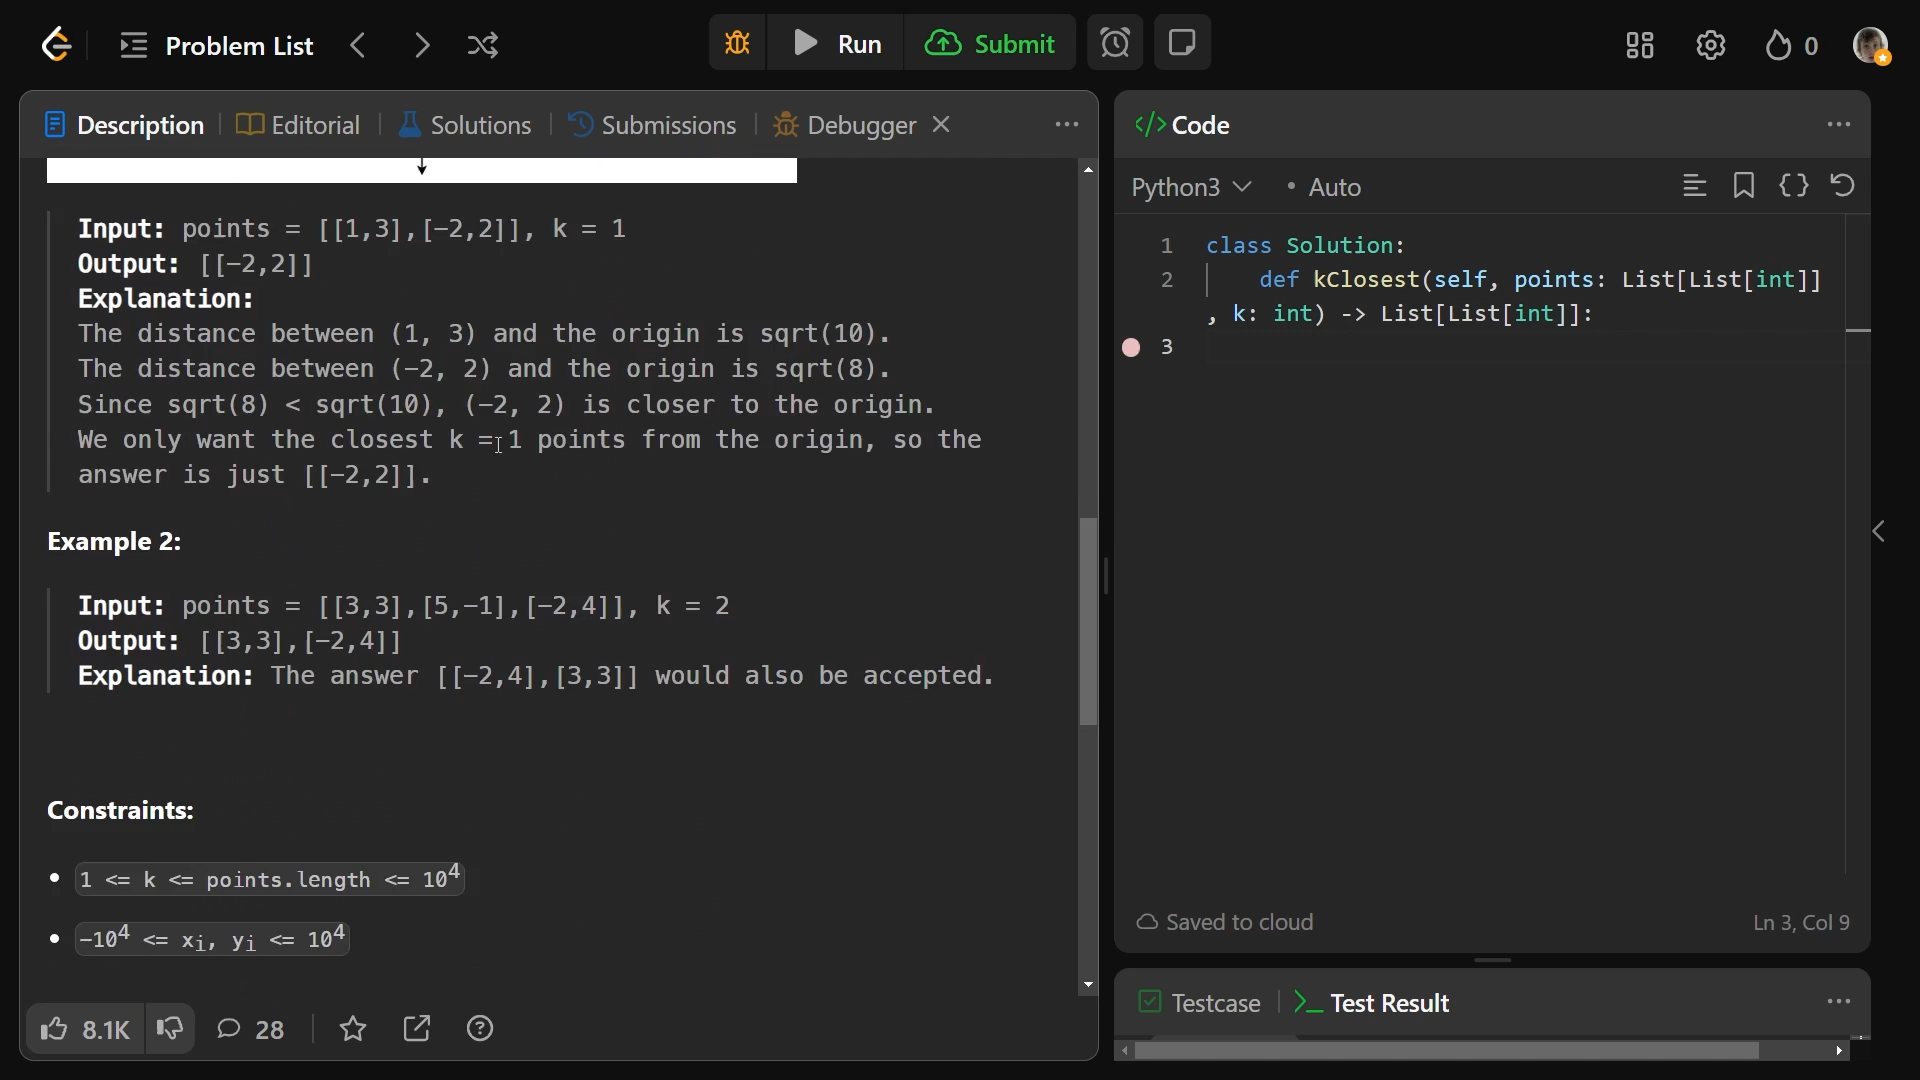 Problem List
Run
Submit
0
Description
Editorial
Solutions
Submissions
Debugger
Code
Python3
Auto
Input: points = [[1,3],[-2,2]], k = 1
Output: [[-2,2]]
Explanation:
The distance between (1, 3) and the origin is sqrt(10).
The distance between (-2, 2) and the origin is sqrt(8).
Since sqrt(8) < sqrt(10), (-2, 2) is closer to the origin.
We only want the closest k = 1 points from the origin, so the
answer is just [[-2,2]].
Example 2:
Input: points = [[3,3],[5,-1],[-2,4]], k = 2
Output: [[3,3],[-2,4]]
Explanation: The answer [[-2,4],[3,3]] would also be accepted.
Constraints:
1 <= k <= points.length <= 10⁴
-10⁴ <= xᵢ, yᵢ <= 10⁴
8.1K
28
1 class Solution:
2 def kClosest(self, points: List[List[int]]
, k: int) -> List[List[int]]:
3
Saved to cloud
Ln 3, Col 9
Testcase
Test Result